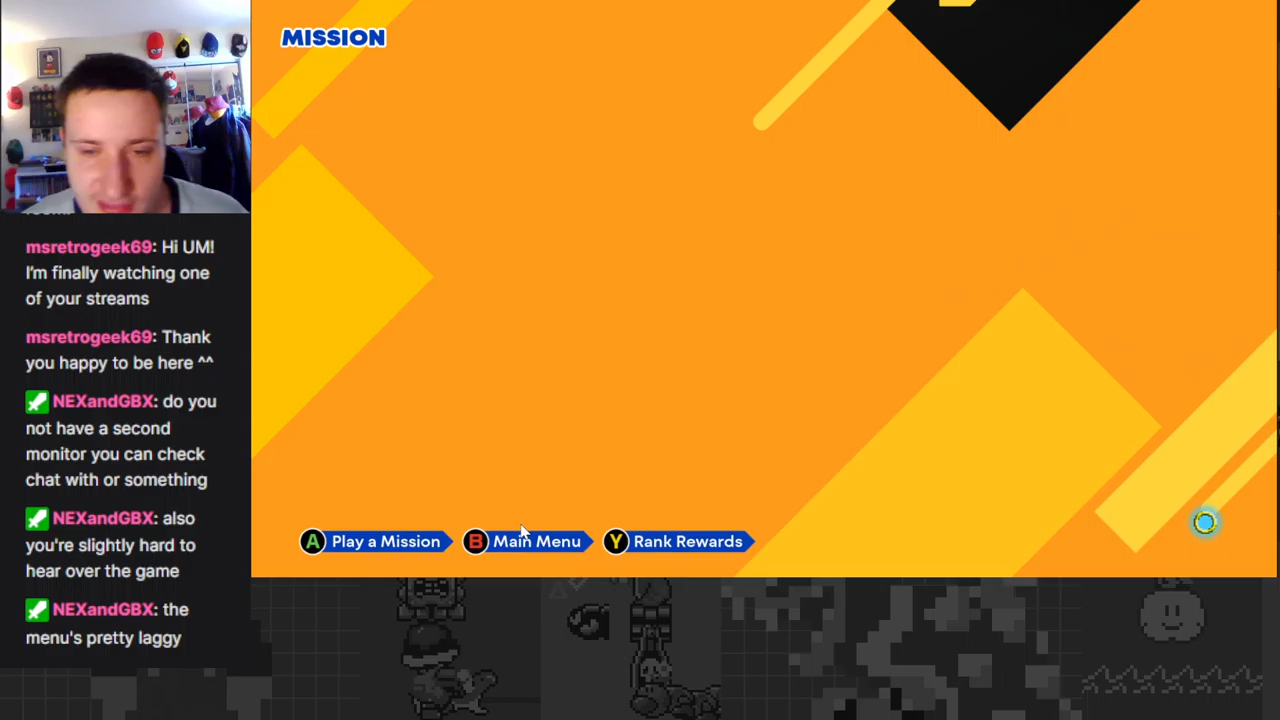 MISSION
msretrogeek69: Hi UM!
I'm finally watching one
of your streams
msretrogeek69: Thank
you happy to be here ^^
NEXandGBX: do you
not have a second
monitor you can check
chat with or something
NEXandGBX: also
you're slightly hard to
hear over the game
NEXandGBX: the
menu's pretty laggy
A Play a Mission B Main Menu Y Rank Rewards